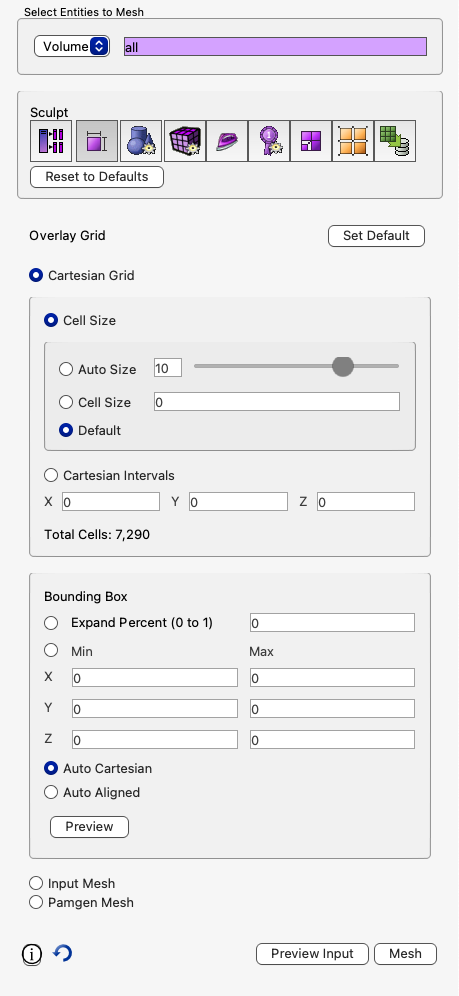 Select Entities to Mesh
Volume all
Sculpt
1
Reset to Defaults
Overlay Grid Set Default
Cartesian Grid
Cell Size
Auto Size 10
Cell Size 0
Default
Cartesian Intervals
X 0 Y 0 Z 0
Total Cells: 7,290
Bounding Box
Expand Percent (0 to 1) 0
Min Max
X 0 0
Y 0 0
Z 0 0
Auto Cartesian
Auto Aligned
Preview
Input Mesh
Pamgen Mesh
i Preview Input Mesh